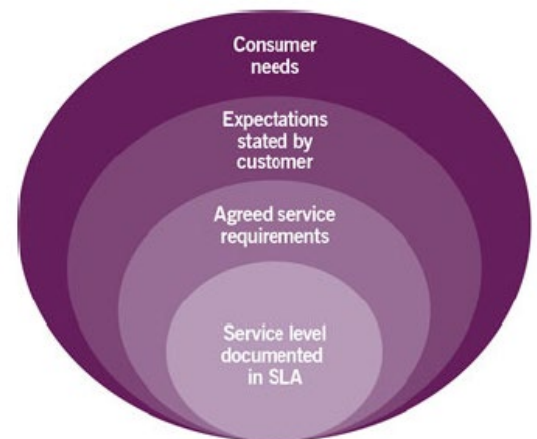 Consumer
needs
Expectations
stated by
customer
Agreed service
requirements
Service level
documented
in SLA